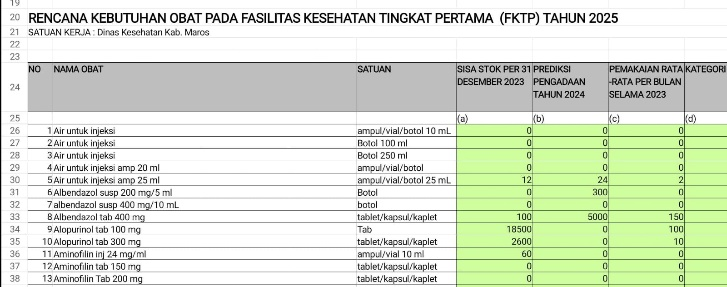 19
20 RENCANA KEBUTUHAN OBAT PADA FASILITAS KESEHATAN TINGKAT PERTAMA (FKTP) TAHUN 2025
21 SATUAN KERJA : Dinas Kesehatan Kab. Maros
22
23
24 NO NAMA OBAT SATUAN SISA STOK PER 31 DESEMBER 2023 PREDIKSI PENGADAAN TAHUN 2024 PEMAKAIAN RATA-RATA PER BULAN SELAMA 2023 KATEGORI
25 (a) (b) (c) (d)
26 1 Air untuk injeksi ampul/vial/botol 10 mL 0 0 0
27 2 Air untuk injeksi Botol 100 ml 0 0 0
28 3 Air untuk injeksi Botol 250 ml 0 0 0
29 4 Air untuk injeksi amp 20 ml ampul/vial/botol 0 0 0
30 5 Air untuk injeksi amp 25 ml ampul/vial/botol 25 mL 12 24 2
31 6 Albendazol susp 200 mg/5 ml Botol 0 300 0
32 7 albendazol susp 400 mg/10 mL botol 0 0 0
33 8 Albendazol tab 400 mg tablet/kapsul/kaplet 100 5000 150
34 9 Alopurinol tab 100 mg Tab 18500 0 100
35 10 Alopurinol tab 300 mg tablet/kapsul/kaplet 2600 0 10
36 11 Aminofilin inj 24 mg/ml ampul/vial 10 ml 60 0 0
37 12 Aminofilin tab 150 mg tablet/kapsul/kaplet 0 0 0
38 13 Aminofilin Tab 200 mg tablet/kapsul/kaplet 0 0 0